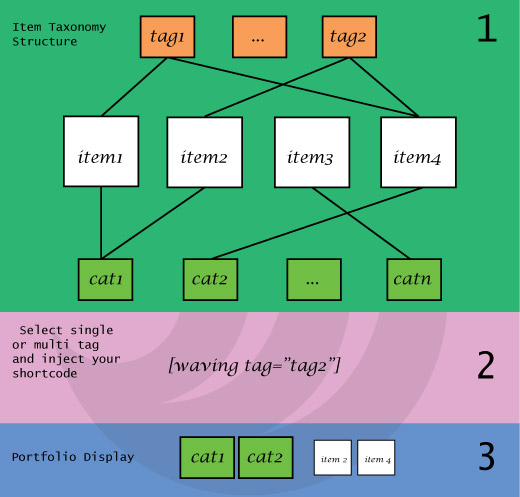 Item Taxonomy
Structure
1
tag1 ... tag2
item1 item2 item3 item4
cat1 cat2 ... catn
Select single
or multi tag
and inject your
shortcode
[waving tag="tag2"]
2
Portfolio Display
cat1 cat2 item 2 item 4
3